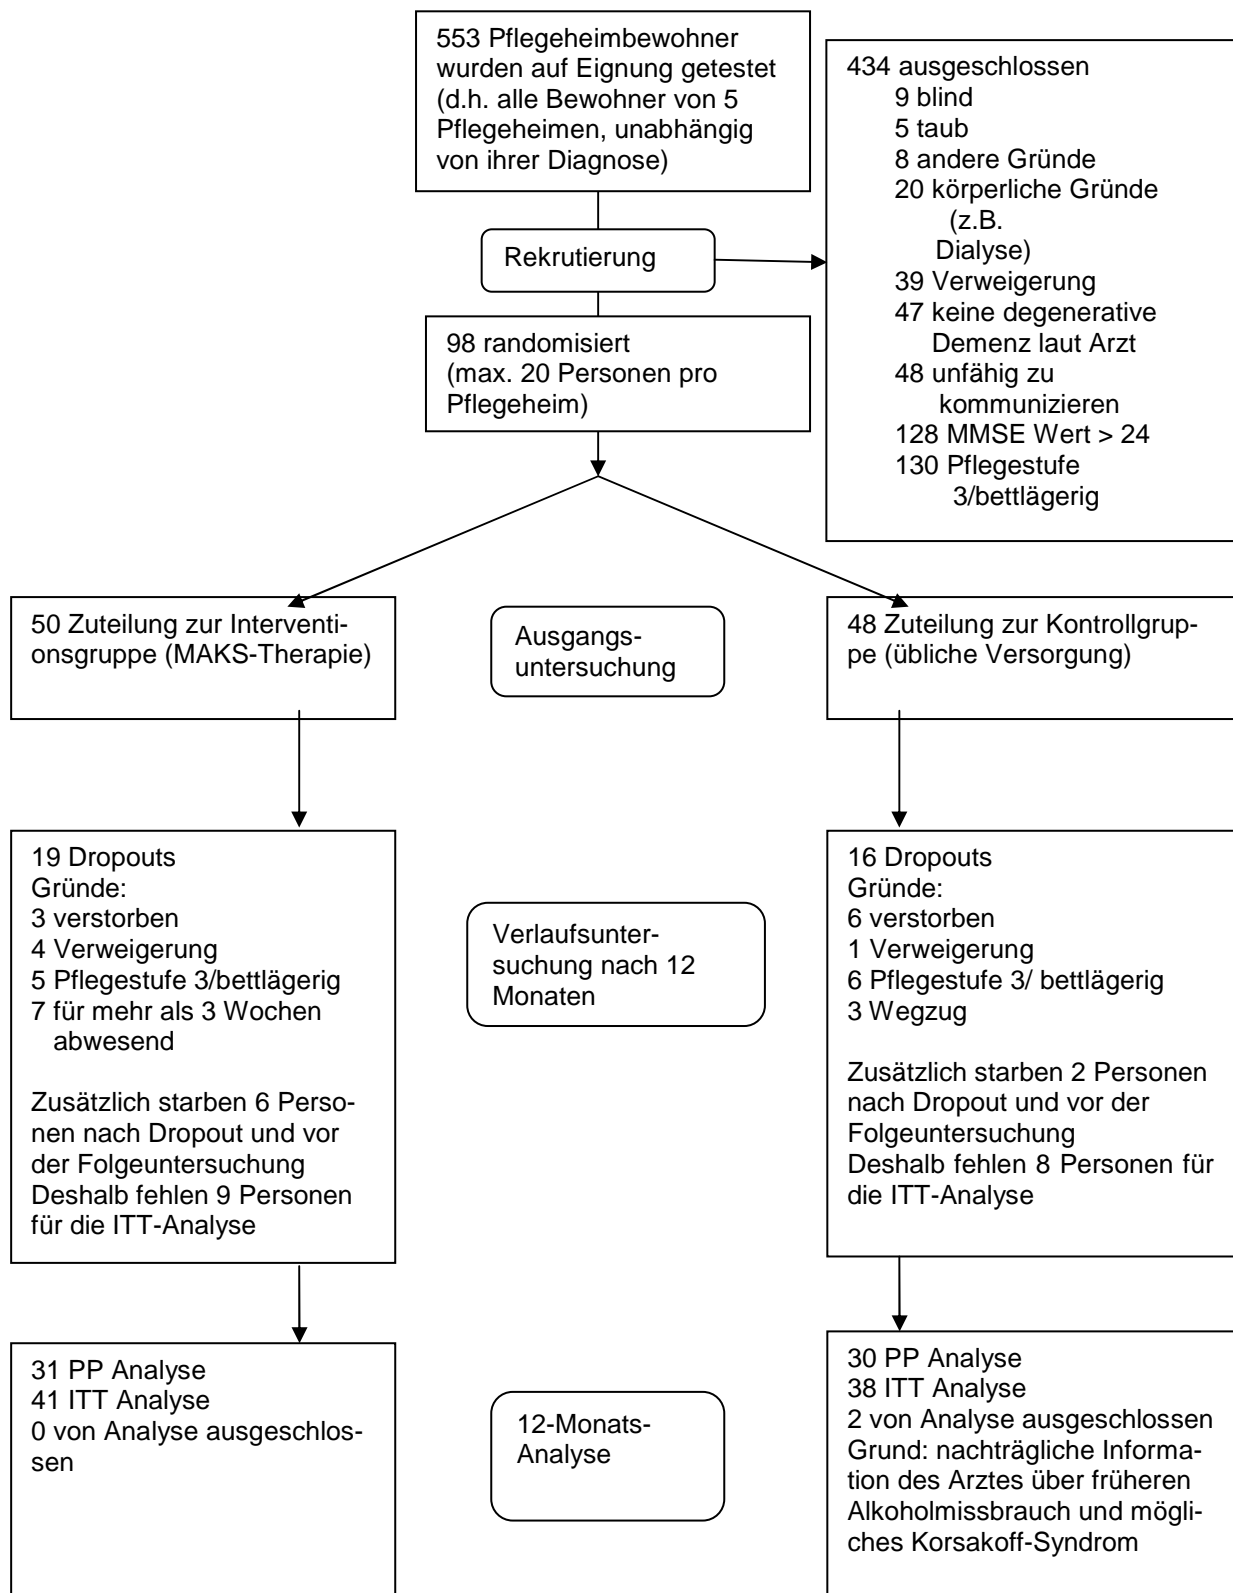 553 Pflegeheimbewohner
wurden auf Eignung getestet
(d.h. alle Bewohner von 5
Pflegeheimen, unabhängig
von ihrer Diagnose)
434 ausgeschlossen
9 blind
5 taub
8 andere Gründe
20 körperliche Gründe
(z.B.
Dialyse)
39 Verweigerung
47 keine degenerative
Demenz laut Arzt
48 unfähig zu
kommunizieren
128 MMSE Wert > 24
130 Pflegestufe
3/bettlägerig
Rekrutierung
98 randomisiert
(max. 20 Personen pro
Pflegeheim)
50 Zuteilung zur Interventi-
onsgruppe (MAKS-Therapie)
Ausgangs-
untersuchung
48 Zuteilung zur Kontrollgrup-
pe (übliche Versorgung)
19 Dropouts
Gründe:
3 verstorben
4 Verweigerung
5 Pflegestufe 3/bettlägerig
7 für mehr als 3 Wochen
abwesend
Zusätzlich starben 6 Perso-
nen nach Dropout und vor
der Folgeuntersuchung
Deshalb fehlen 9 Personen
für die ITT-Analyse
Verlaufsunter-
suchung nach 12
Monaten
16 Dropouts
Gründe:
6 verstorben
1 Verweigerung
6 Pflegestufe 3/ bettlägerig
3 Wegzug
Zusätzlich starben 2 Personen
nach Dropout und vor der
Folgeuntersuchung
Deshalb fehlen 8 Personen für
die ITT-Analyse
31 PP Analyse
41 ITT Analyse
0 von Analyse ausgeschlos-
sen
12-Monats-
Analyse
30 PP Analyse
38 ITT Analyse
2 von Analyse ausgeschlossen
Grund: nachträgliche Informa-
tion des Arztes über früheren
Alkoholmissbrauch und mögli-
ches Korsakoff-Syndrom